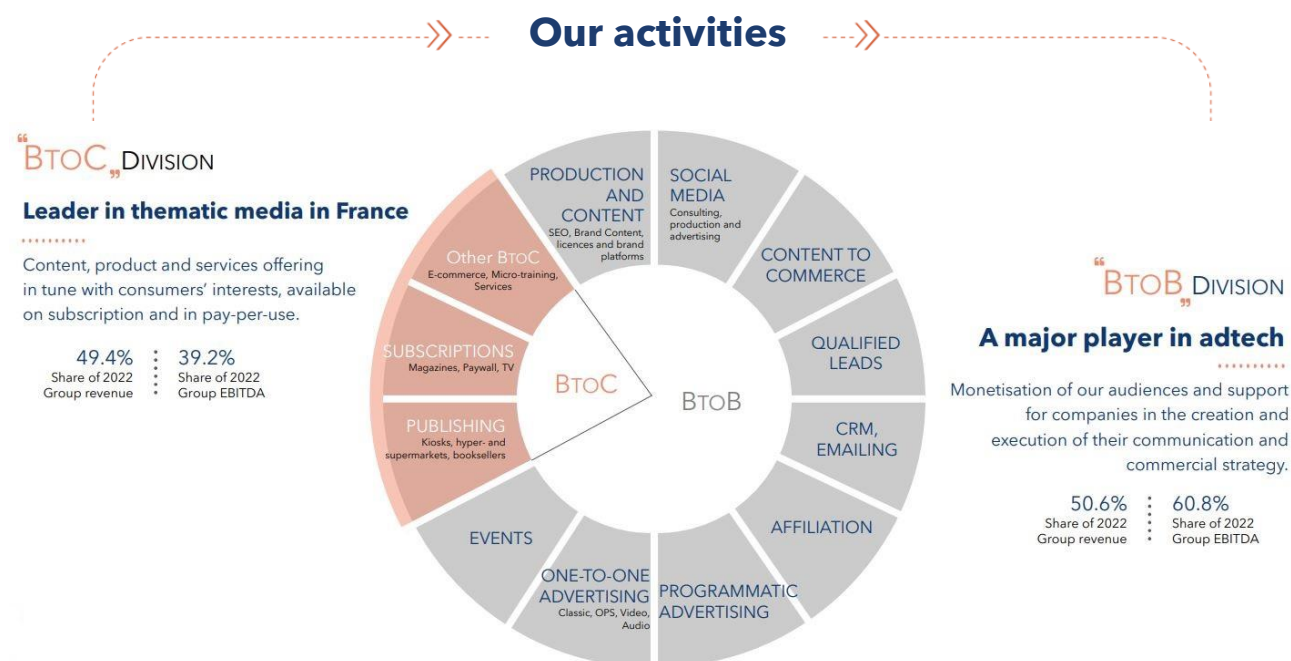 Our activities
“BTOC„ DIVISION
Leader in thematic media in France
Content, product and services offering
in tune with consumers’ interests, available
on subscription and in pay-per-use.
49.4%
Share of 2022
Group revenue
39.2%
Share of 2022
Group EBITDA
PRODUCTION
AND
CONTENT
SEO, Brand Content,
licences and brand
platforms
SOCIAL
MEDIA
Consulting,
production and
advertising
CONTENT TO
COMMERCE
QUALIFIED
LEADS
CRM,
EMAILING
AFFILIATION
PROGRAMMATIC
ADVERTISING
ONE-TO-ONE
ADVERTISING
Classic, OPS, Video,
Audio
EVENTS
PUBLISHING
Kiosks, hyper- and
supermarkets, booksellers
SUBSCRIPTIONS
Magazines, Paywall, TV
Other BTOC
E-commerce, Micro-training,
Services
BTOC
BTOB
“BTOB„ DIVISION
A major player in adtech
Monetisation of our audiences and support
for companies in the creation and
execution of their communication and
commercial strategy.
50.6%
Share of 2022
Group revenue
60.8%
Share of 2022
Group EBITDA